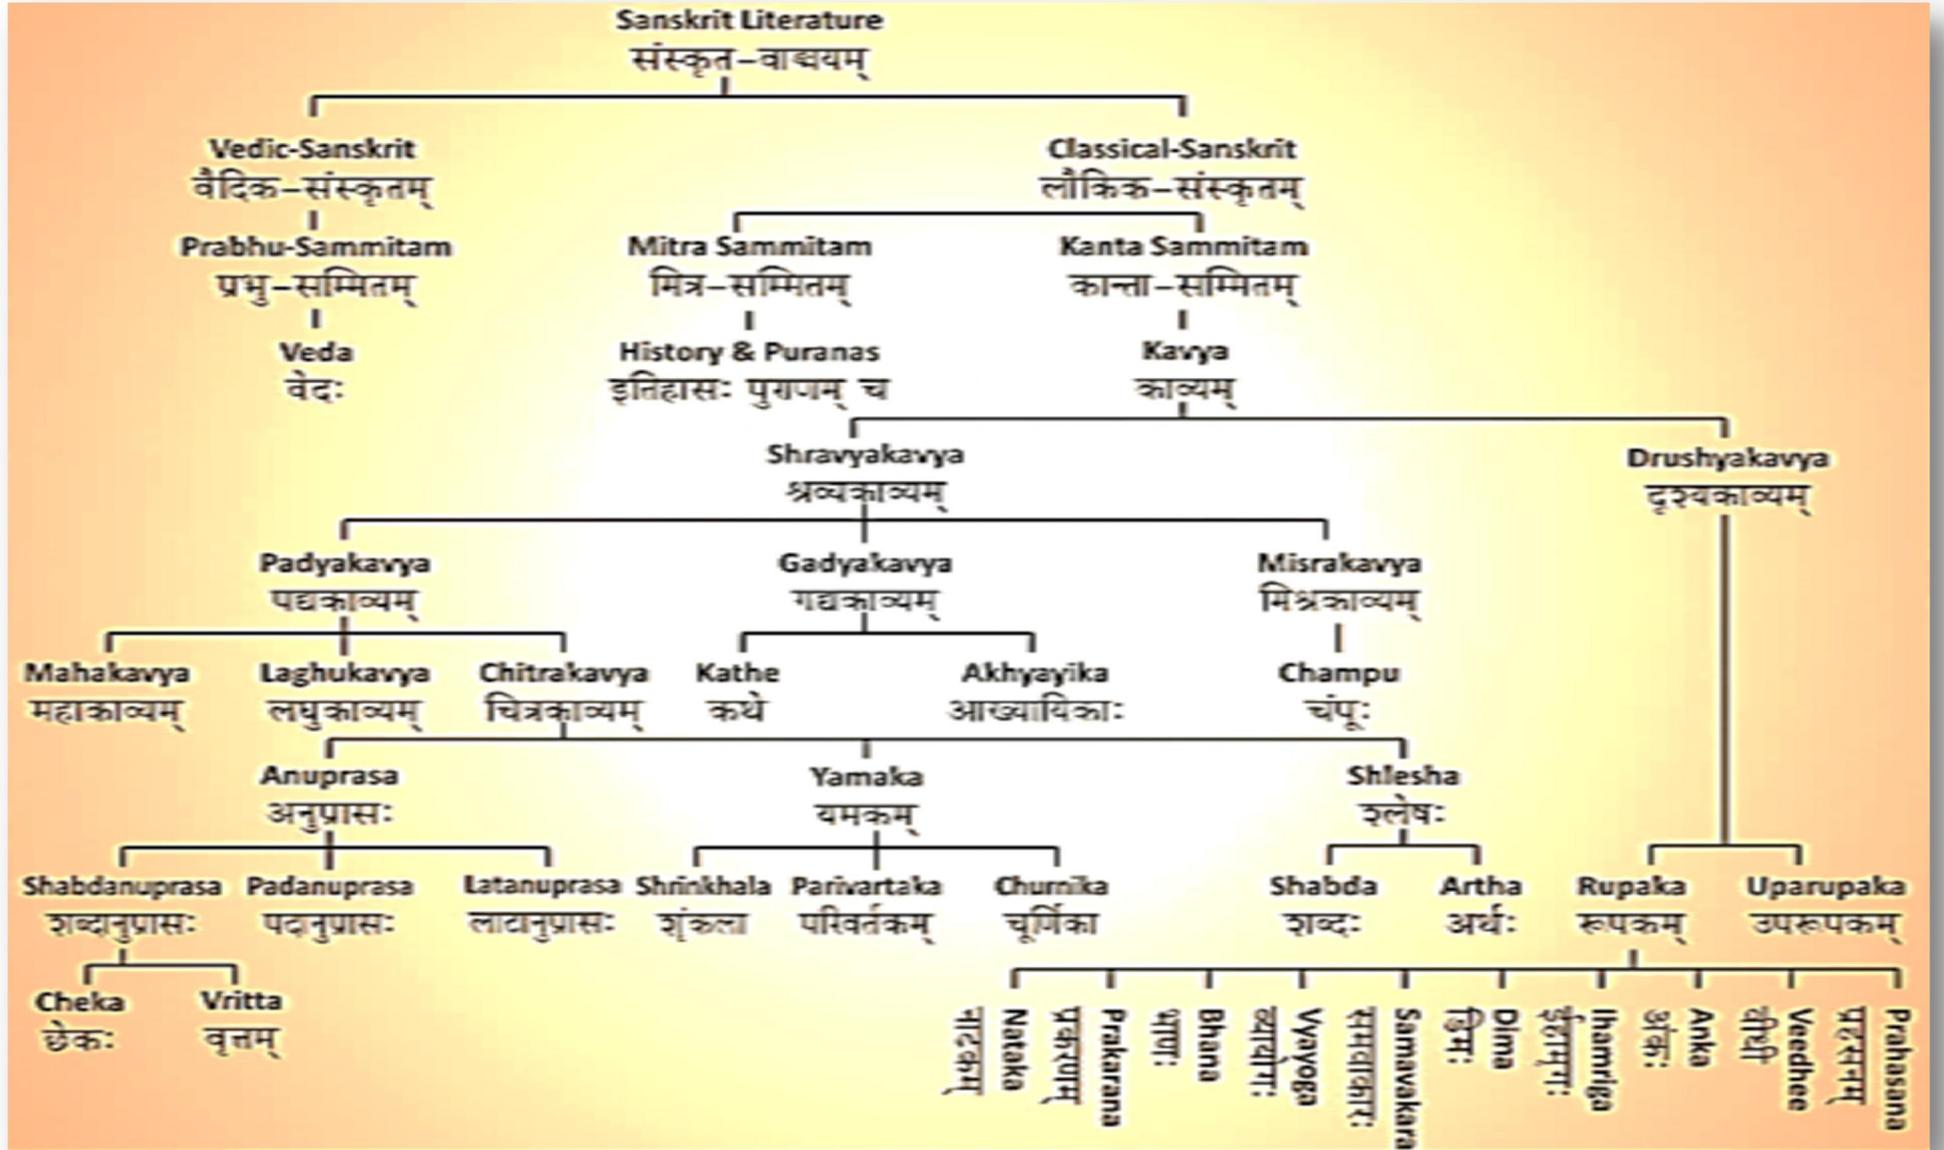 Sanskrit Literature
संस्कृत-वाङ्मयम्
Vedic-Sanskrit Classical-Sanskrit
वैदिक-संस्कृतम् लौकिक-संस्कृतम्
Prabhu-Sammitam Mitra Sammitam Kanta Sammitam
प्रभु-सम्मितम् मित्र-सम्मितम् कान्ता-सम्मितम्
Veda History & Puranas Kavya
वेदः इतिहासः पुराणम् च काव्यम्
Shravyakavya Drushyakavya
श्रव्यकाव्यम् दृश्यकाव्यम्
Padyakavya Gadyakavya Misrakavya
पद्यकाव्यम् गद्यकाव्यम् मिश्रकाव्यम्
Mahakavya Laghukavya Chitrakavya Kathe Akhyayika Champu
महाकाव्यम् लघुकाव्यम् चित्रकाव्यम् कथे आख्यायिकाः चंपूः
Anuprasa Yamaka Shlesha
अनुप्रासः यमकम् श्लेषः
Shabdanuprasa Padanuprasa Latanuprasa Shrinkhala Parivartaka Churnika Shabda Artha Rupaka Uparupaka
शब्दानुप्रासः पदानुप्रासः लाटानुप्रासः शृंकला परिवर्तकम् चूर्णिका शब्दः अर्थः रूपकम् उपरूपकम्
Cheka Vritta
छेकः वृत्तम्
Nataka
नाटकम्
Prakarana
प्रकरणम्
Bhana
भाणः
Vyayoga
व्यायोगः
Samavakara
समवाकारः
Dima
डिमः
Ihamriga
ईहामृगः
Anka
अंकः
Veedhee
वीथी
Prahasana
प्रहसनम्